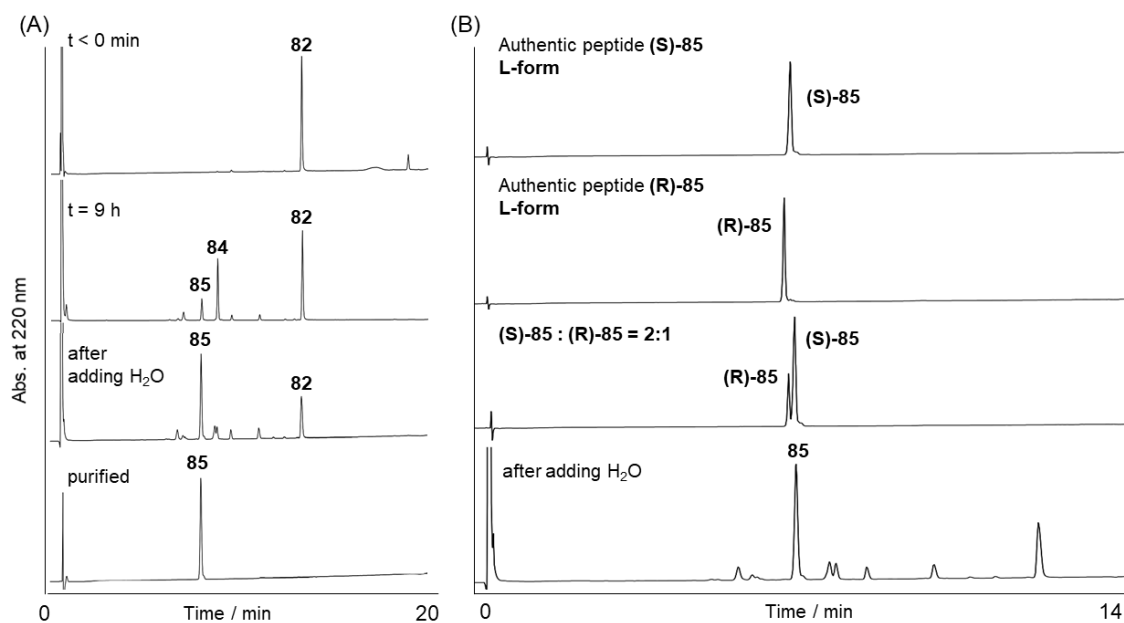 (A)
t < 0 min
82
t = 9 h
82
84
85
after
adding H₂O
85
82
purified
85
Abs. at 220 nm
0
Time / min
20
(B)
Authentic peptide (S)-85
L-form
(S)-85
Authentic peptide (R)-85
L-form
(R)-85
(S)-85 : (R)-85 = 2:1
(S)-85
(R)-85
after adding H₂O
85
0
Time / min
14